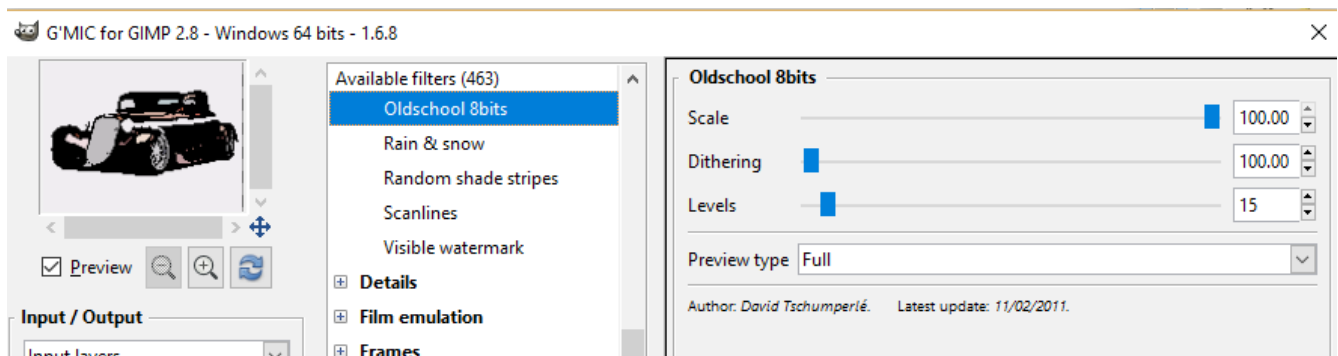 G'MIC for GIMP 2.8 - Windows 64 bits - 1.6.8
Preview
Input / Output
Input layers
Available filters (463)
Oldschool 8bits
Rain & snow
Random shade stripes
Scanlines
Visible watermark
Details
Film emulation
Frames
Oldschool 8bits
Scale 100.00
Dithering 100.00
Levels 15
Preview type Full
Author: David Tschumperlé. Latest update: 11/02/2011.